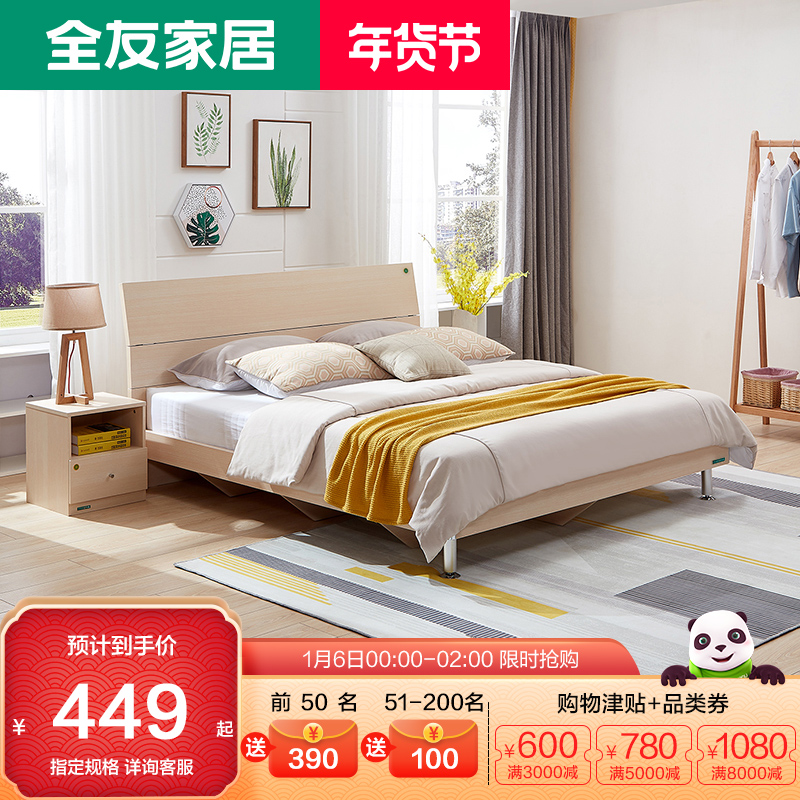 全友家居
年货节
预计到手价
¥ 449 起
指定规格 详询客服
1月6日00:00-02:00 限时抢购
前 50 名
送 ¥ 390
51-200名
送 ¥ 100
购物津贴+品类券
¥600
满3000减
¥780
满5000减
¥1080
满8000减